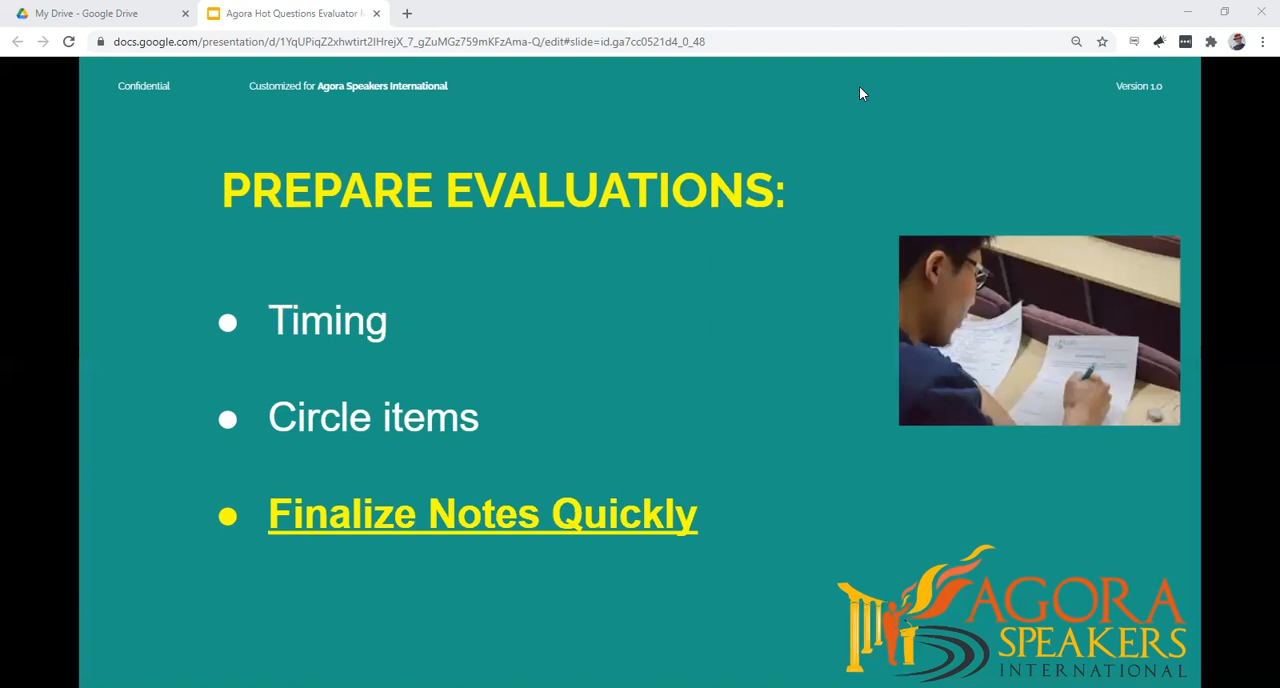 My Drive - Google Drive
Agora Hot Questions Evaluator
docs.google.com/presentation/d/1YqUPiqZ2xhwtirt2IHrejX_7_gZuMGz759mKFzAma-Q/edit#slide=id.ga7cc0521d4_0_48
Confidential
Customized for Agora Speakers International
Version 1.0
PREPARE EVALUATIONS:
● Timing
● Circle items
● Finalize Notes Quickly
AGORA
SPEAKERS
INTERNATIONAL